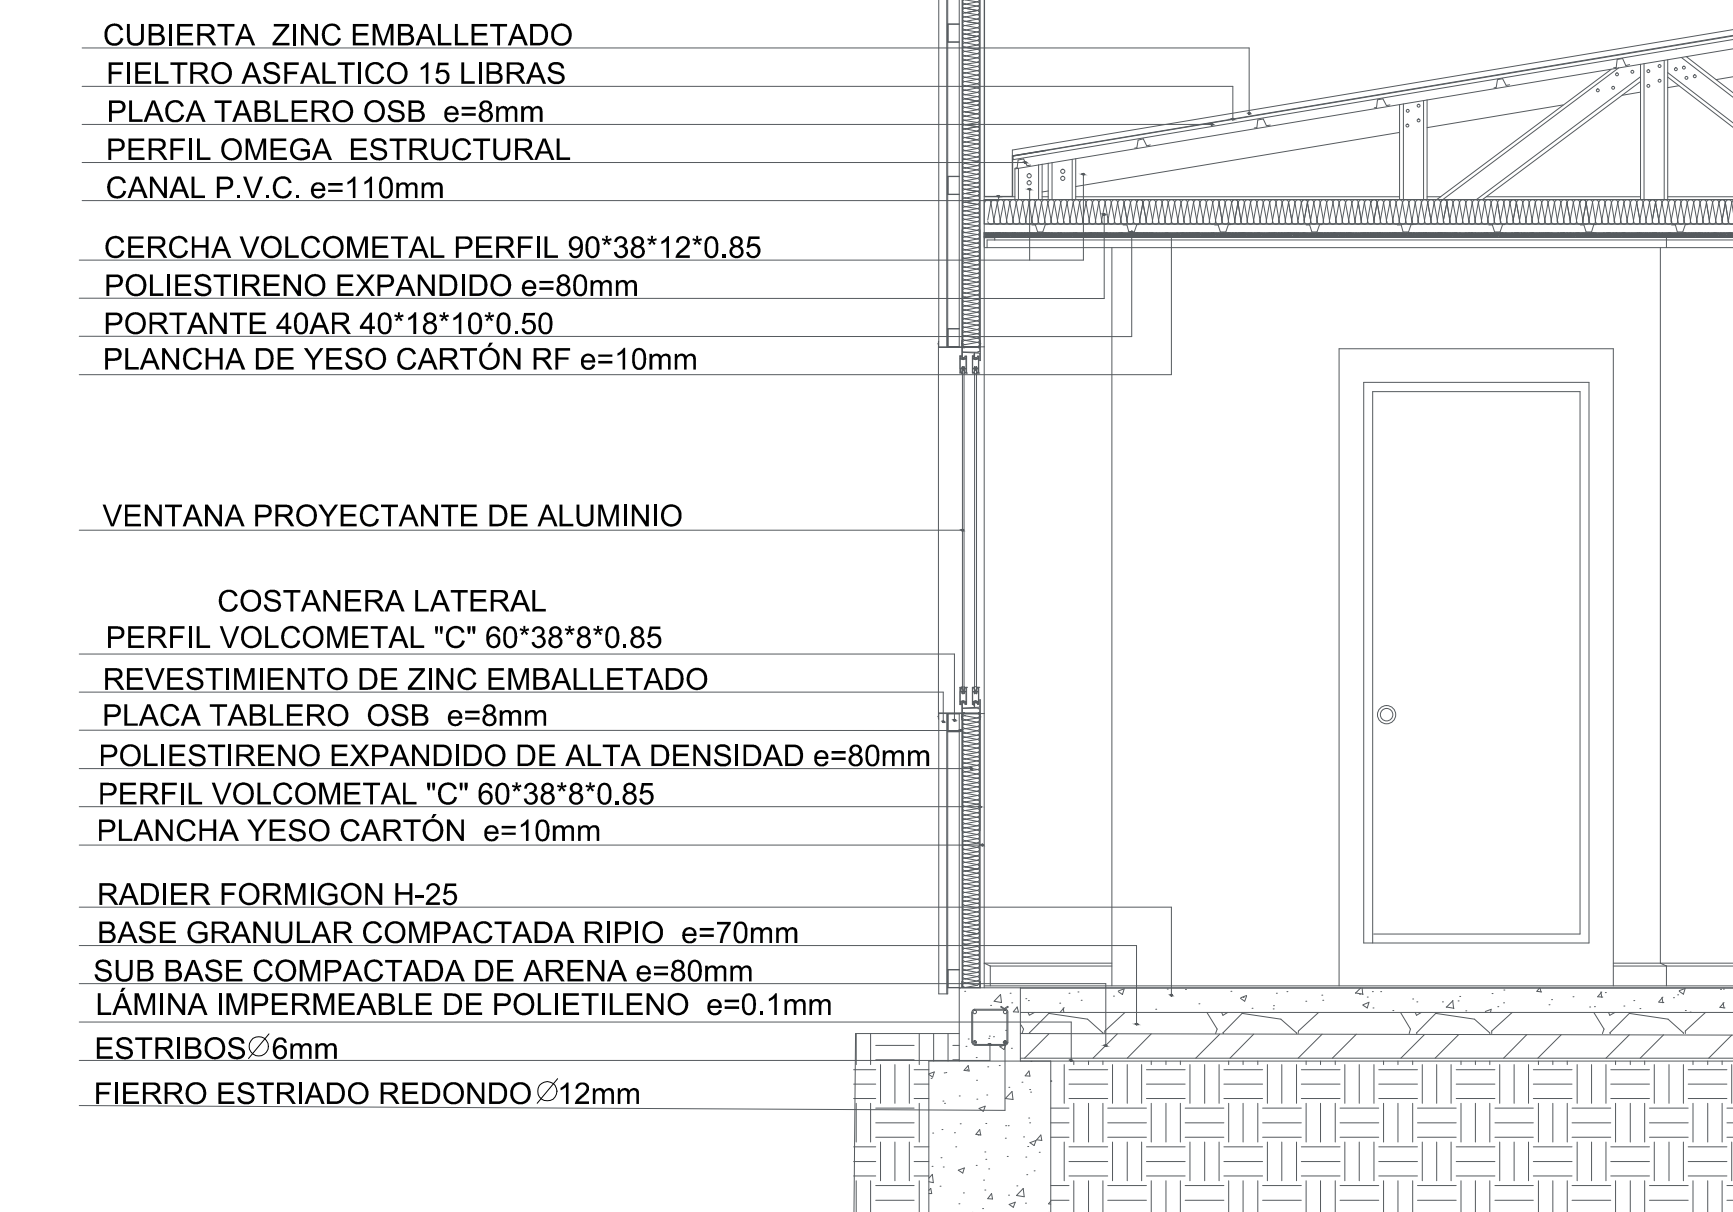 CUBIERTA ZINC EMBALLETADO
FIELTRO ASFALTICO 15 LIBRAS
PLACA TABLERO OSB e=8mm
PERFIL OMEGA ESTRUCTURAL
CANAL P.V.C. e=110mm
CERCHA VOLCOMETAL PERFIL 90*38*12*0.85
POLIESTIRENO EXPANDIDO e=80mm
PORTANTE 40AR 40*18*10*0.50
PLANCHA DE YESO CARTÓN RF e=10mm
VENTANA PROYECTANTE DE ALUMINIO
COSTANERA LATERAL
PERFIL VOLCOMETAL "C" 60*38*8*0.85
REVESTIMIENTO DE ZINC EMBALLETADO
PLACA TABLERO OSB e=8mm
POLIESTIRENO EXPANDIDO DE ALTA DENSIDAD e=80mm
PERFIL VOLCOMETAL "C" 60*38*8*0.85
PLANCHA YESO CARTÓN e=10mm
RADIER FORMIGON H-25
BASE GRANULAR COMPACTADA RIPIO e=70mm
SUB BASE COMPACTADA DE ARENA e=80mm
LÁMINA IMPERMEABLE DE POLIETILENO e=0.1mm
ESTRIBOS∅6mm
FIERRO ESTRIADO REDONDO∅12mm